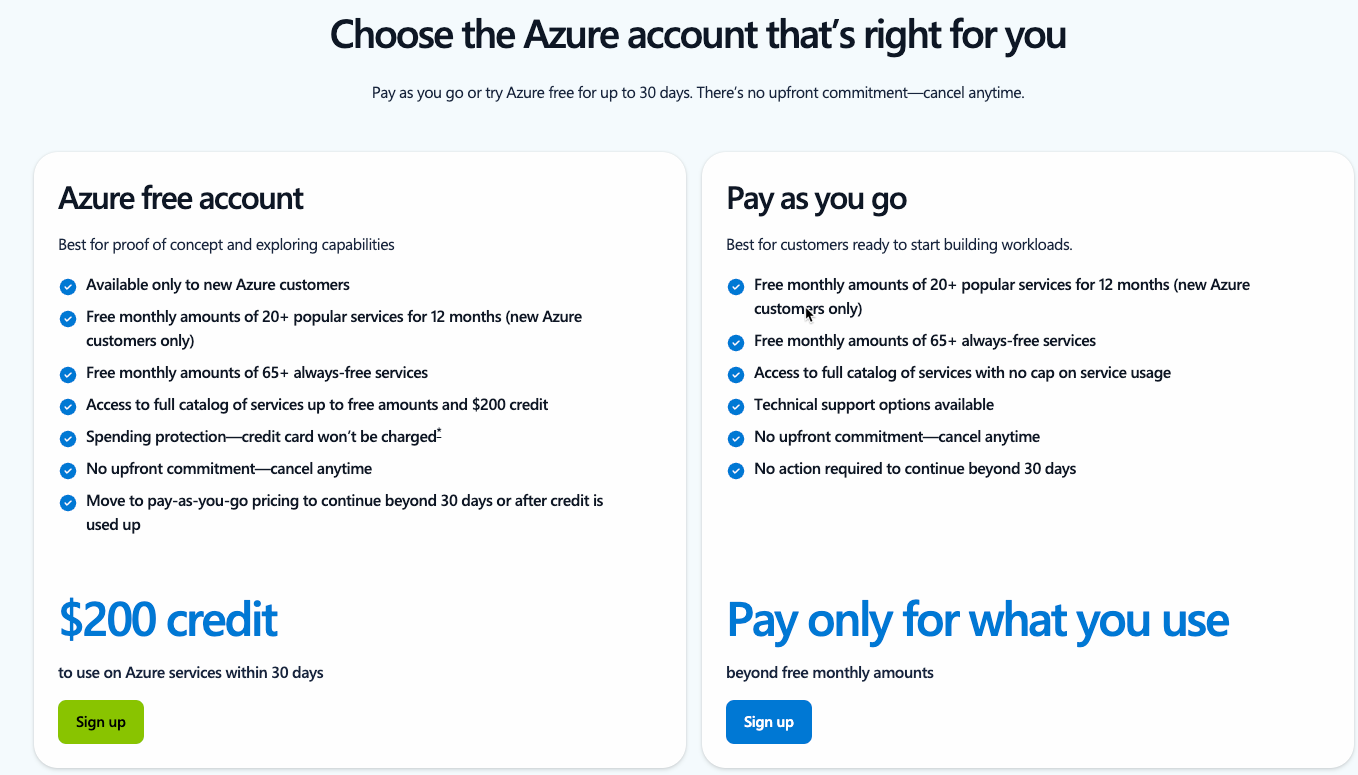 Choose the Azure account that's right for you
Pay as you go or try Azure free for up to 30 days. There's no upfront commitment—cancel anytime.
Azure free account
Best for proof of concept and exploring capabilities
Available only to new Azure customers
Free monthly amounts of 20+ popular services for 12 months (new Azure
customers only)
Free monthly amounts of 65+ always-free services
Access to full catalog of services up to free amounts and $200 credit
Spending protection—credit card won't be charged*
No upfront commitment—cancel anytime
Move to pay-as-you-go pricing to continue beyond 30 days or after credit is
used up
$200 credit
to use on Azure services within 30 days
Sign up
Pay as you go
Best for customers ready to start building workloads.
Free monthly amounts of 20+ popular services for 12 months (new Azure
customers only)
Free monthly amounts of 65+ always-free services
Access to full catalog of services with no cap on service usage
Technical support options available
No upfront commitment—cancel anytime
No action required to continue beyond 30 days
Pay only for what you use
beyond free monthly amounts
Sign up